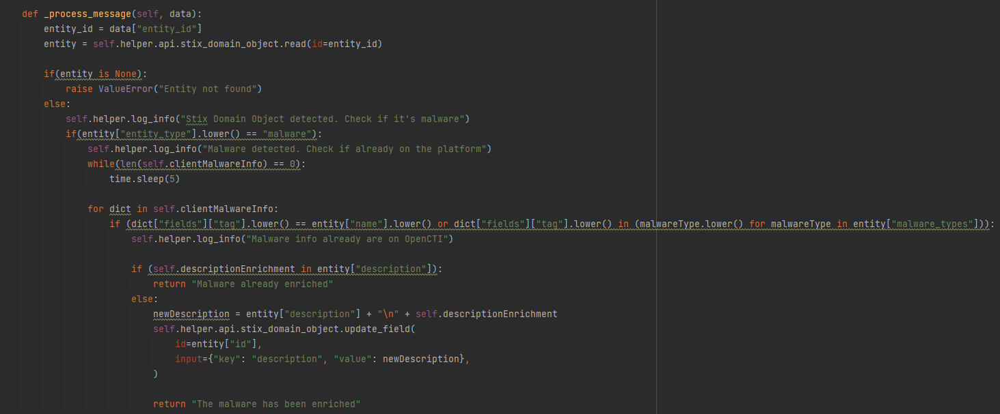 def _process_message(self, data):
    entity_id = data["entity_id"]
    entity = self.helper.api.stix_domain_object.read(id=entity_id)

    if(entity is None):
        raise ValueError("Entity not found")
    else:
        self.helper.log_info("Stix Domain Object detected. Check if it's malware")
        if(entity["entity_type"].lower() == "malware"):
            self.helper.log_info("Malware detected. Check if already on the platform")
            while(len(self.clientMalwareInfo) == 0):
                time.sleep(5)

            for dict in self.clientMalwareInfo:
                if (dict["fields"]["tag"].lower() == entity["name"].lower() or dict["fields"]["tag"].lower() in (malwareType.lower() for malwareType in entity["malware_types"])):
                    self.helper.log_info("Malware info already are on OpenCTI")

                    if (self.descriptionEnrichment in entity["description"]):
                        return "Malware already enriched"
                    else:
                        newDescription = entity["description"] + "\n" + self.descriptionEnrichment
                        self.helper.api.stix_domain_object.update_field(
                            id=entity["id"],
                            input={"key": "description", "value": newDescription},
                        )

                        return "The malware has been enriched"